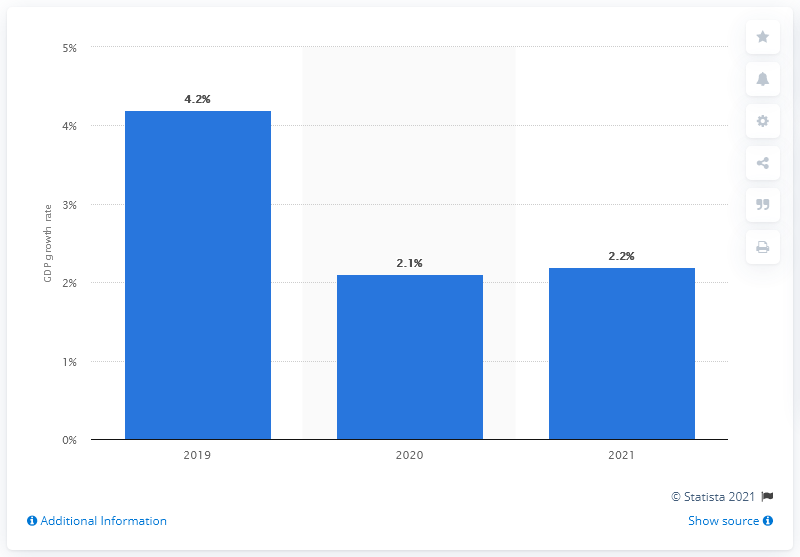 5%
4.2%
4%
3%
GDP growth rate
2.1%
2.2%
2%
1%
0%
2019 2020 2021
© Statista 2021
Additional Information Show source